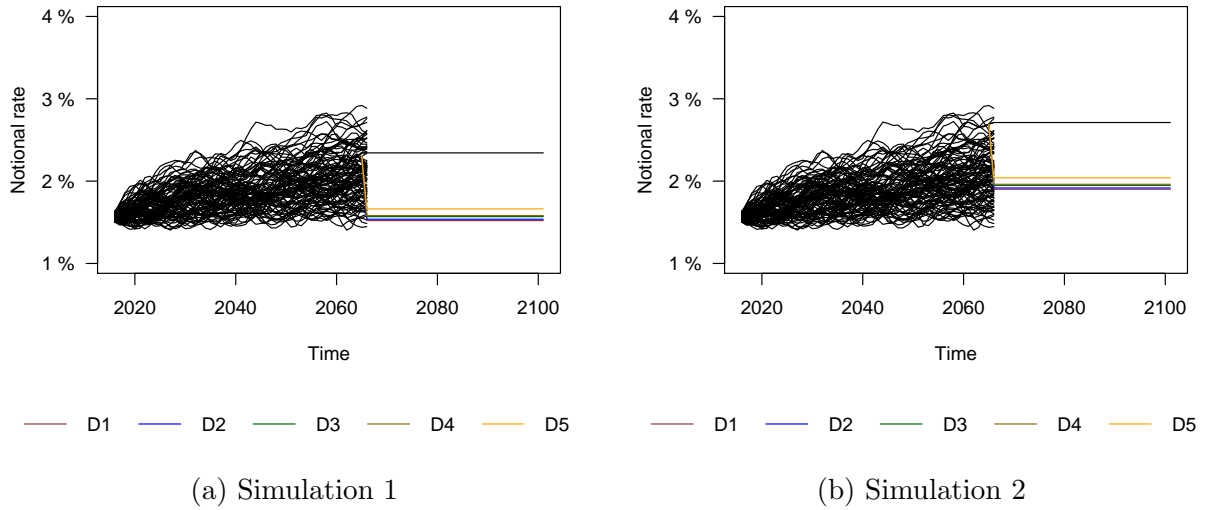 4 %
3 %
2 %
1 %
Notional rate
2020 2040 2060 2080 2100
Time
D1 D2 D3 D4 D5
(a) Simulation 1
4 %
3 %
2 %
1 %
Notional rate
2020 2040 2060 2080 2100
Time
D1 D2 D3 D4 D5
(b) Simulation 2